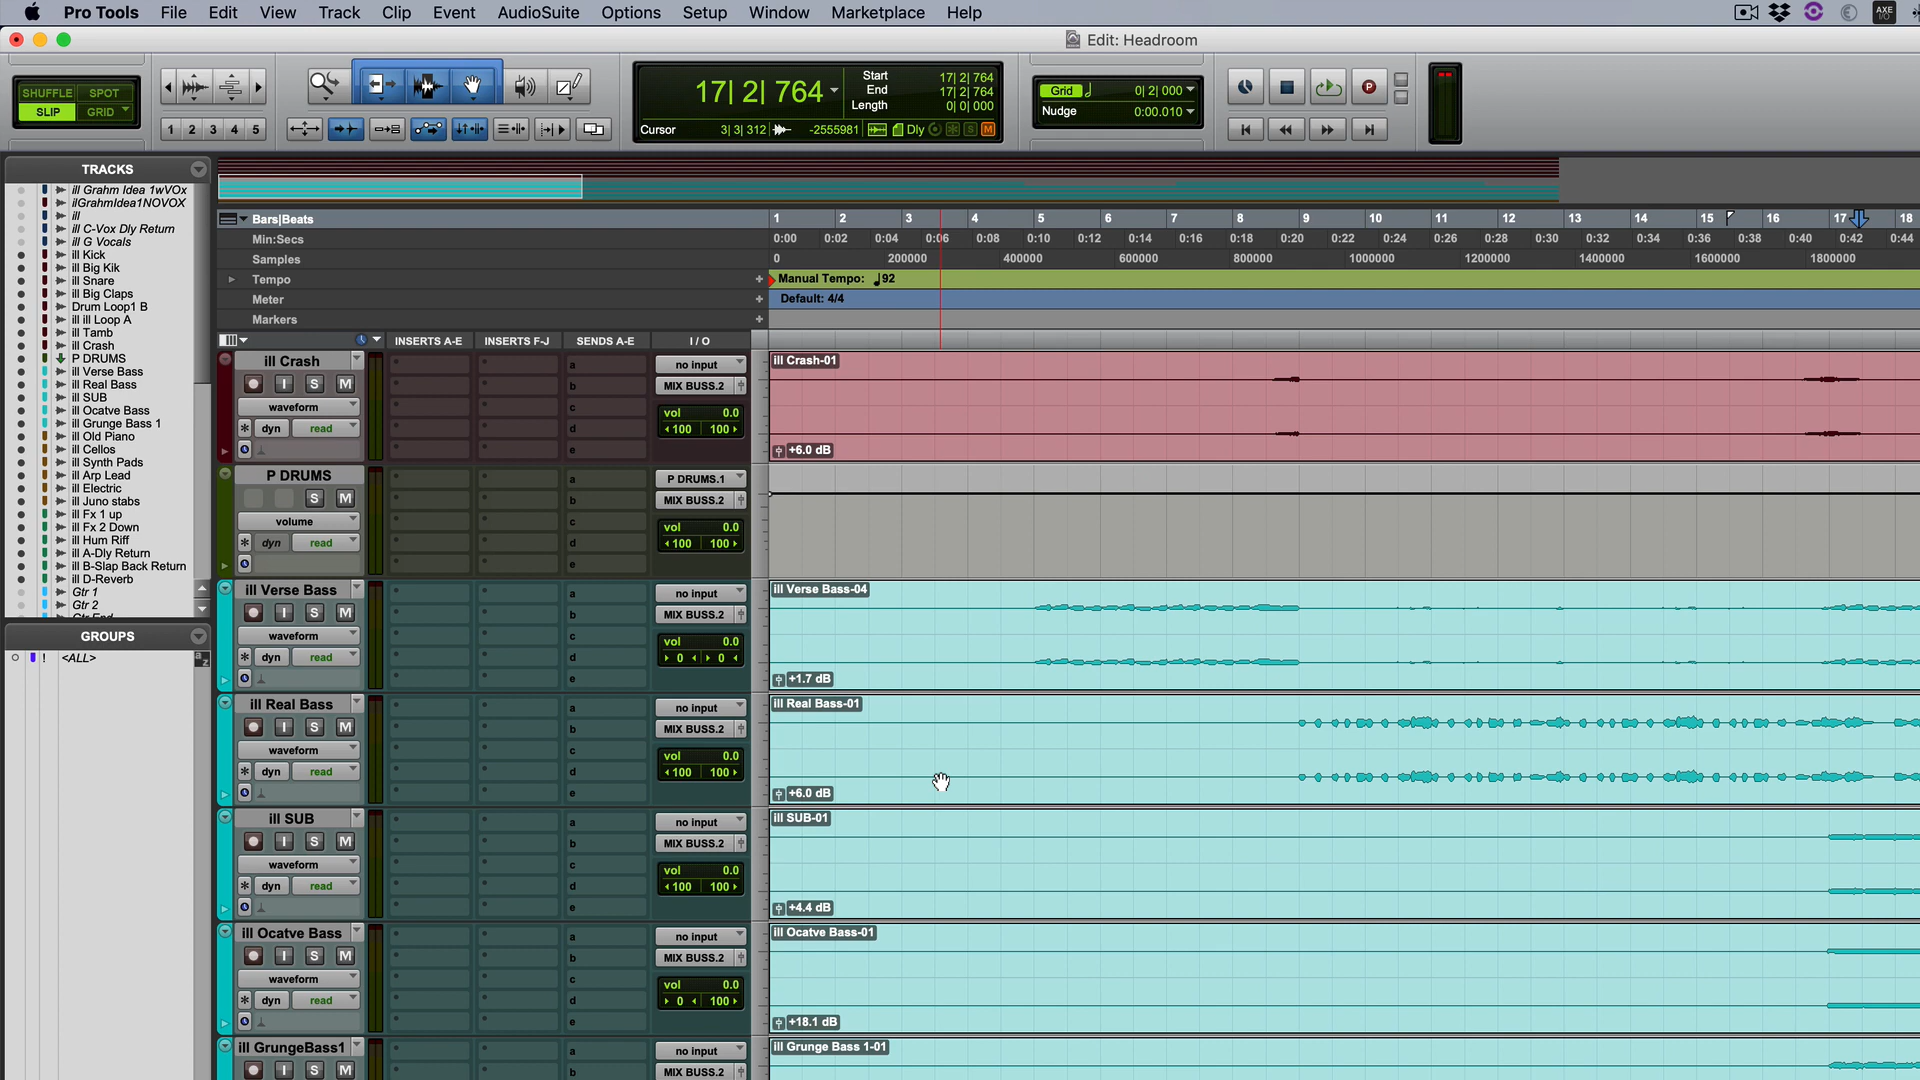 Pro Tools File Edit View Track Clip Event AudioSuite Options Setup Window Marketplace Help
AXE I/O
Edit: Headroom
SHUFFLE SPOT
SLIP GRID
1 2 3 4 5
17| 2| 764
Start 17| 2| 764
End 17| 2| 764
Length 0| 0| 000
Cursor 3| 3| 312 -2555981 Dly S M
Grid 0| 2| 000
Nudge 0:00.010
P
TRACKS
ill Grahm Idea 1wVOx
ilGrahmIdea1NOVOX
ill
ill C-Vox Dly Return
ill G Vocals
ill Kick
ill Big Kik
ill Snare
ill Big Claps
Drum Loop1 B
ill ill Loop A
ill Tamb
ill Crash
P DRUMS
ill Verse Bass
ill Real Bass
ill SUB
ill Ocatve Bass
ill Grunge Bass 1
ill Old Piano
ill Cellos
ill Synth Pads
ill Arp Lead
ill Electric
ill Juno stabs
ill Fx 1 up
ill Fx 2 Down
ill Hum Riff
ill A-Dly Return
ill B-Slap Back Return
ill D-Reverb
Gtr 1
Gtr 2
Gtr End
GROUPS
! <ALL>
a z
Bars|Beats 1 2 3 4 5 6 7 8 9 10 11 12 13 14 15 16 17 18
Min:Secs 0:00 0:02 0:04 0:06 0:08 0:10 0:12 0:14 0:16 0:18 0:20 0:22 0:24 0:26 0:28 0:30 0:32 0:34 0:36 0:38 0:40 0:42 0:44
Samples 0 200000 400000 600000 800000 1000000 1200000 1400000 1600000 1800000
Tempo + Manual Tempo: ♩92
Meter + Default: 4/4
Markers +
INSERTS A-E INSERTS F-J SENDS A-E I / O
ill Crash a no input ill Crash-01
I S M b MIX BUSS.2
waveform c vol 0.0
dyn read d 100 100
e +6.0 dB
P DRUMS a P DRUMS.1
S M b MIX BUSS.2
volume c vol 0.0
dyn read d 100 100
e
ill Verse Bass a no input ill Verse Bass-04
I S M b MIX BUSS.2
waveform c vol 0.0
dyn read d 0 0
e +1.7 dB
ill Real Bass a no input ill Real Bass-01
I S M b MIX BUSS.2
waveform c vol 0.0
dyn read d 100 100
e +6.0 dB
ill SUB a no input ill SUB-01
I S M b MIX BUSS.2
waveform c vol 0.0
dyn read d 100 100
e +4.4 dB
ill Ocatve Bass a no input ill Ocatve Bass-01
I S M b MIX BUSS.2
waveform c vol 0.0
dyn read d 0 100
e +18.1 dB
ill GrungeBass1 a no input ill Grunge Bass 1-01
I S M b MIX BUSS.2